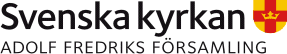 Svenska kyrkan
ADOLF FREDRIKS FÖRSAMLING